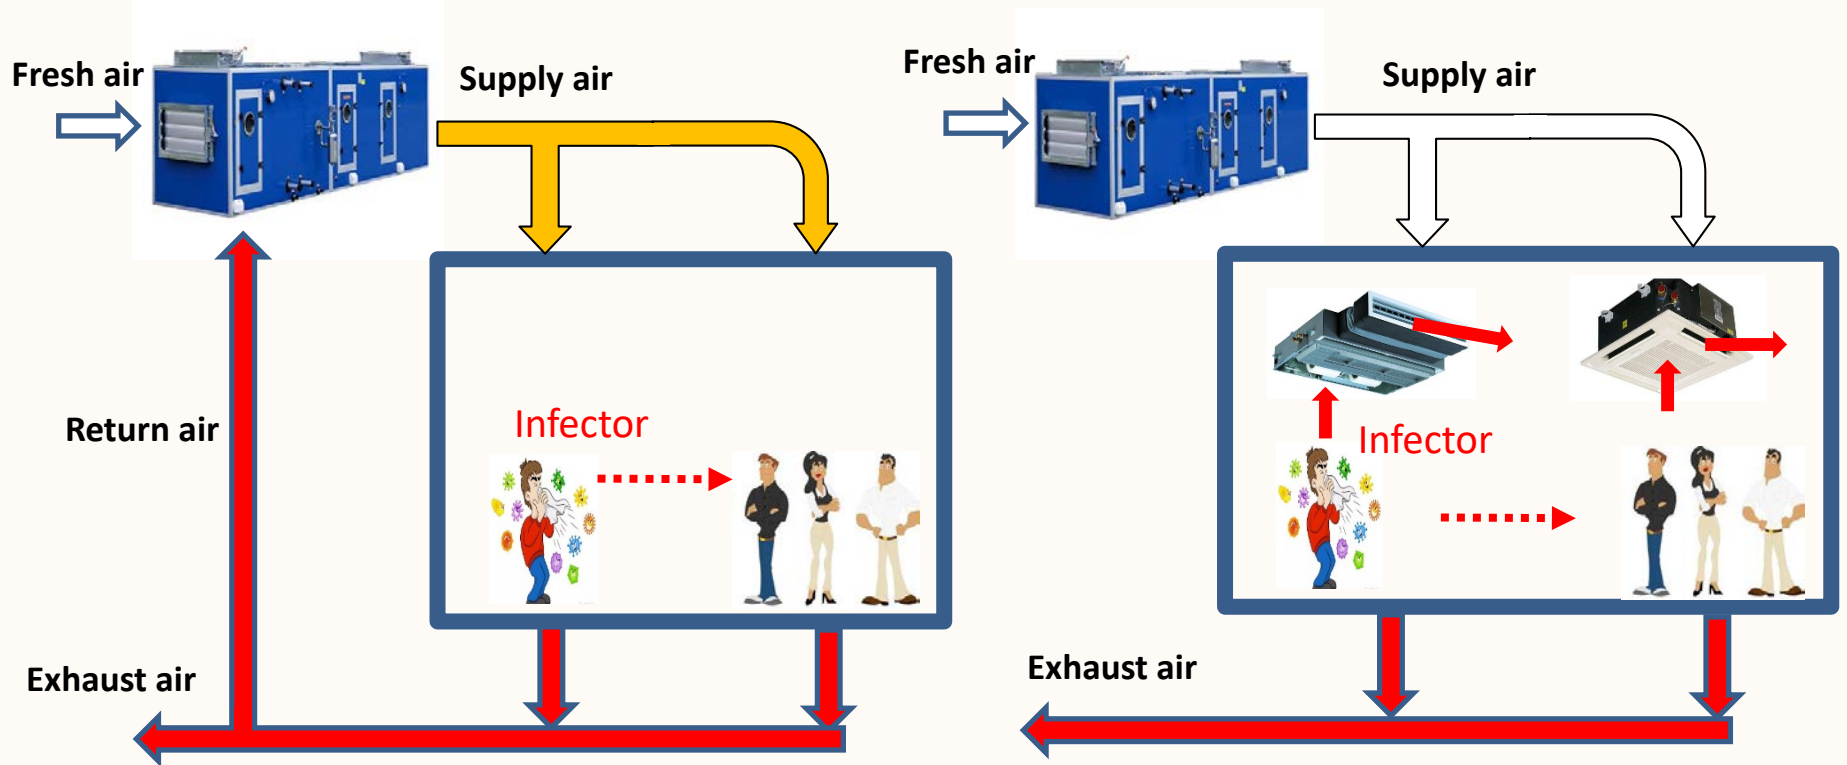 Fresh air
Supply air
Return air
Infector
Exhaust air
Fresh air
Supply air
Infector
Exhaust air